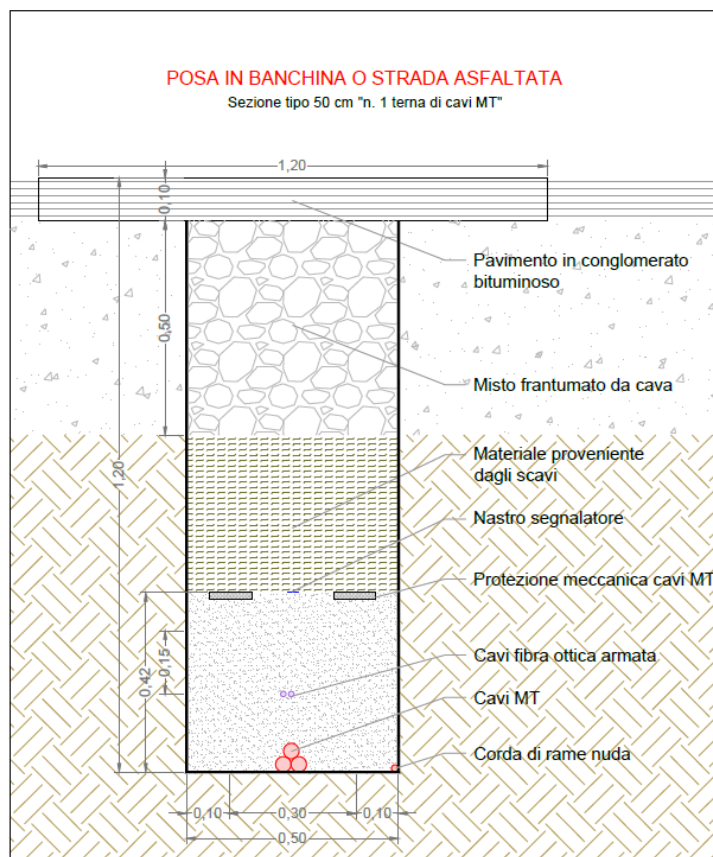 POSA IN BANCHINA O STRADA ASFALTATA
Sezione tipo 50 cm "n. 1 terna di cavi MT"
1,20
0,10
Pavimento in conglomerato
bituminoso
0,50
Misto frantumato da cava
1,20
Materiale proveniente
dagli scavi
Nastro segnalatore
Protezione meccanica cavi MT
0,15
0,42
Cavi fibra ottica armata
Cavi MT
Corda di rame nuda
0,10
0,30
0,10
0,50